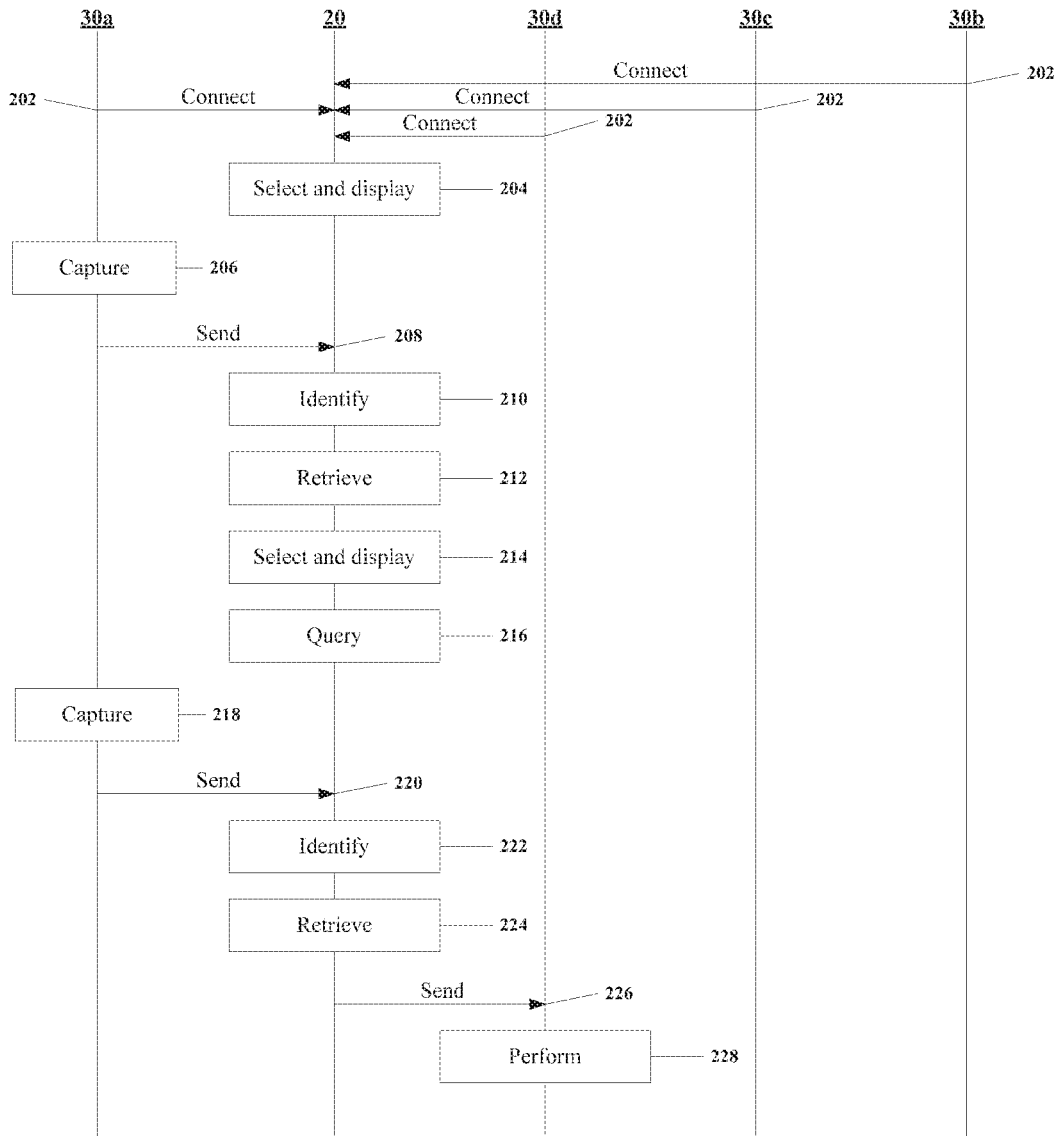 30a 20 30d 30c 30b
Connect 202
202 Connect Connect 202
Connect 202
Select and display 204
Capture 206
Send 208
Identify 210
Retrieve 212
Select and display 214
Query 216
Capture 218
Send 220
Identify 222
Retrieve 224
Send 226
Perform 228